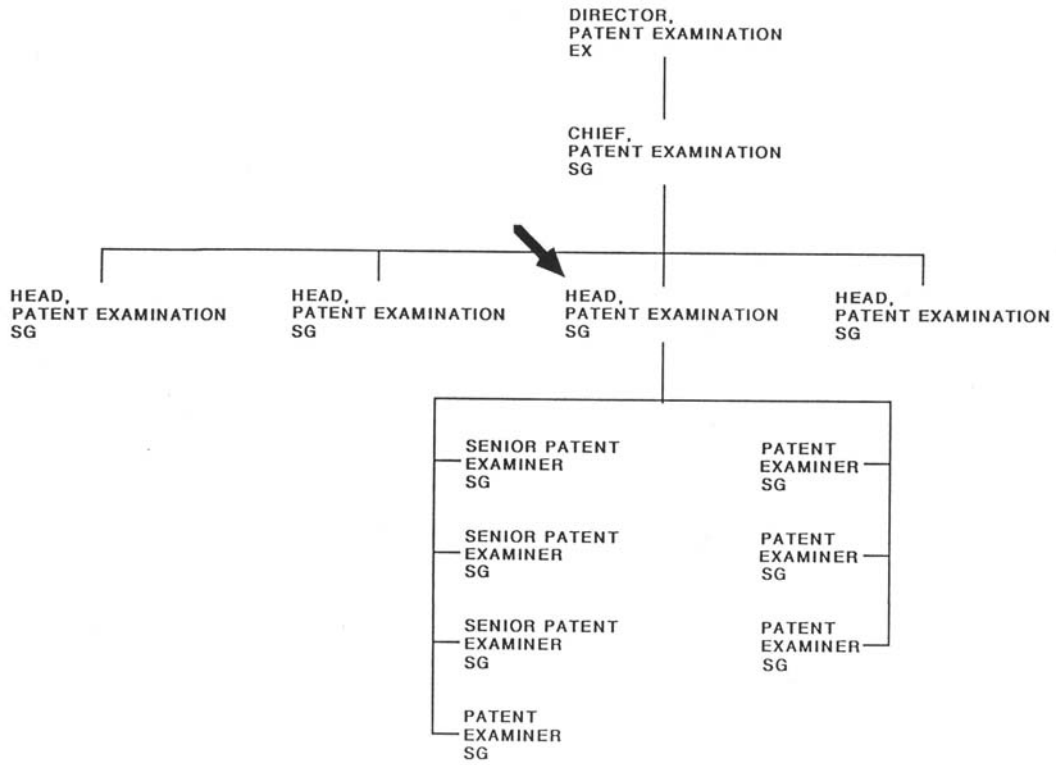 DIRECTOR,
PATENT EXAMINATION
EX
CHIEF,
PATENT EXAMINATION
SG
HEAD,
PATENT EXAMINATION
SG
HEAD,
PATENT EXAMINATION
SG
HEAD,
PATENT EXAMINATION
SG
HEAD,
PATENT EXAMINATION
SG
SENIOR PATENT
EXAMINER
SG
SENIOR PATENT
EXAMINER
SG
SENIOR PATENT
EXAMINER
SG
PATENT
EXAMINER
SG
PATENT
EXAMINER
SG
PATENT
EXAMINER
SG
PATENT
EXAMINER
SG